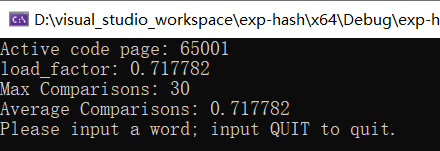 D:\visual_studio_workspace\exp-hash\x64\Debug\exp-h
Active code page: 65001
load_factor: 0.717782
Max Comparisons: 30
Average Comparisons: 0.717782
Please input a word; input QUIT to quit.